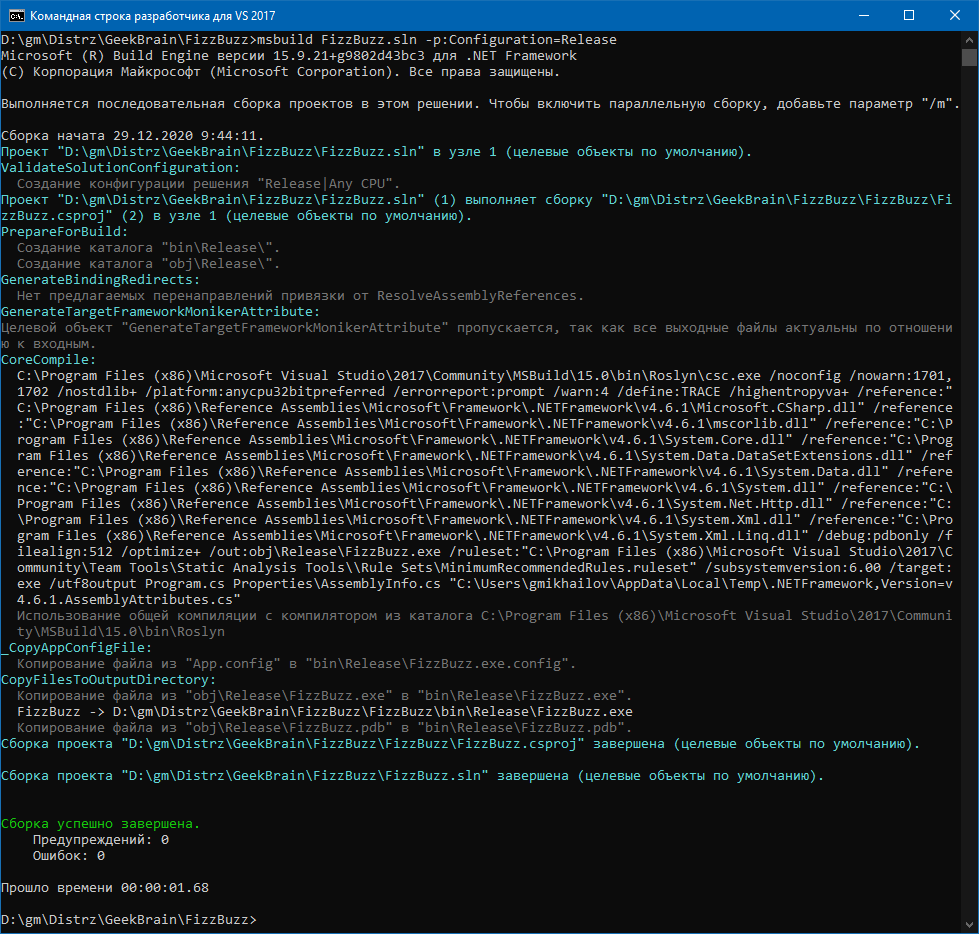 Командная строка разработчика для VS 2017
D:\gm\Distrz\GeekBrain\FizzBuzz>msbuild FizzBuzz.sln -p:Configuration=Release
Microsoft (R) Build Engine версии 15.9.21+g9802d43bc3 для .NET Framework
(C) Корпорация Майкрософт (Microsoft Corporation). Все права защищены.
Выполняется последовательная сборка проектов в этом решении. Чтобы включить параллельную сборку, добавьте параметр "/m".
Сборка начата 29.12.2020 9:44:11.
Проект "D:\gm\Distrz\GeekBrain\FizzBuzz\FizzBuzz.sln" в узле 1 (целевые объекты по умолчанию).
ValidateSolutionConfiguration:
  Создание конфигурации решения "Release|Any CPU".
Проект "D:\gm\Distrz\GeekBrain\FizzBuzz\FizzBuzz.sln" (1) выполняет сборку "D:\gm\Distrz\GeekBrain\FizzBuzz\FizzBuzz\Fi
zzBuzz.csproj" (2) в узле 1 (целевые объекты по умолчанию).
PrepareForBuild:
  Создание каталога "bin\Release\".
  Создание каталога "obj\Release\".
GenerateBindingRedirects:
  Нет предлагаемых перенаправлений привязки от ResolveAssemblyReferences.
GenerateTargetFrameworkMonikerAttribute:
Целевой объект "GenerateTargetFrameworkMonikerAttribute" пропускается, так как все выходные файлы актуальны по отношени
ю к входным.
CoreCompile:
  C:\Program Files (x86)\Microsoft Visual Studio\2017\Community\MSBuild\15.0\bin\Roslyn\csc.exe /noconfig /nowarn:1701,
  1702 /nostdlib+ /platform:anycpu32bitpreferred /errorreport:prompt /warn:4 /define:TRACE /highentropyva+ /reference:"
  C:\Program Files (x86)\Reference Assemblies\Microsoft\Framework\.NETFramework\v4.6.1\Microsoft.CSharp.dll" /reference
  :"C:\Program Files (x86)\Reference Assemblies\Microsoft\Framework\.NETFramework\v4.6.1\mscorlib.dll" /reference:"C:\P
  rogram Files (x86)\Reference Assemblies\Microsoft\Framework\.NETFramework\v4.6.1\System.Core.dll" /reference:"C:\Prog
  ram Files (x86)\Reference Assemblies\Microsoft\Framework\.NETFramework\v4.6.1\System.Data.DataSetExtensions.dll" /ref
  erence:"C:\Program Files (x86)\Reference Assemblies\Microsoft\Framework\.NETFramework\v4.6.1\System.Data.dll" /refere
  nce:"C:\Program Files (x86)\Reference Assemblies\Microsoft\Framework\.NETFramework\v4.6.1\System.dll" /reference:"C:\
  Program Files (x86)\Reference Assemblies\Microsoft\Framework\.NETFramework\v4.6.1\System.Net.Http.dll" /reference:"C:
  \Program Files (x86)\Reference Assemblies\Microsoft\Framework\.NETFramework\v4.6.1\System.Xml.dll" /reference:"C:\Pro
  gram Files (x86)\Reference Assemblies\Microsoft\Framework\.NETFramework\v4.6.1\System.Xml.Linq.dll" /debug:pdbonly /f
  ilealign:512 /optimize+ /out:obj\Release\FizzBuzz.exe /ruleset:"C:\Program Files (x86)\Microsoft Visual Studio\2017\C
  ommunity\Team Tools\Static Analysis Tools\\Rule Sets\MinimumRecommendedRules.ruleset" /subsystemversion:6.00 /target:
  exe /utf8output Program.cs Properties\AssemblyInfo.cs "C:\Users\gmikhailov\AppData\Local\Temp\.NETFramework,Version=v
  4.6.1.AssemblyAttributes.cs"
  Использование общей компиляции с компилятором из каталога C:\Program Files (x86)\Microsoft Visual Studio\2017\Communi
  ty\MSBuild\15.0\bin\Roslyn
_CopyAppConfigFile:
  Копирование файла из "App.config" в "bin\Release\FizzBuzz.exe.config".
CopyFilesToOutputDirectory:
  Копирование файла из "obj\Release\FizzBuzz.exe" в "bin\Release\FizzBuzz.exe".
  FizzBuzz -> D:\gm\Distrz\GeekBrain\FizzBuzz\FizzBuzz\bin\Release\FizzBuzz.exe
  Копирование файла из "obj\Release\FizzBuzz.pdb" в "bin\Release\FizzBuzz.pdb".
Сборка проекта "D:\gm\Distrz\GeekBrain\FizzBuzz\FizzBuzz\FizzBuzz.csproj" завершена (целевые объекты по умолчанию).
Сборка проекта "D:\gm\Distrz\GeekBrain\FizzBuzz\FizzBuzz.sln" завершена (целевые объекты по умолчанию).
Сборка успешно завершена.
    Предупреждений: 0
    Ошибок: 0
Прошло времени 00:00:01.68
D:\gm\Distrz\GeekBrain\FizzBuzz>